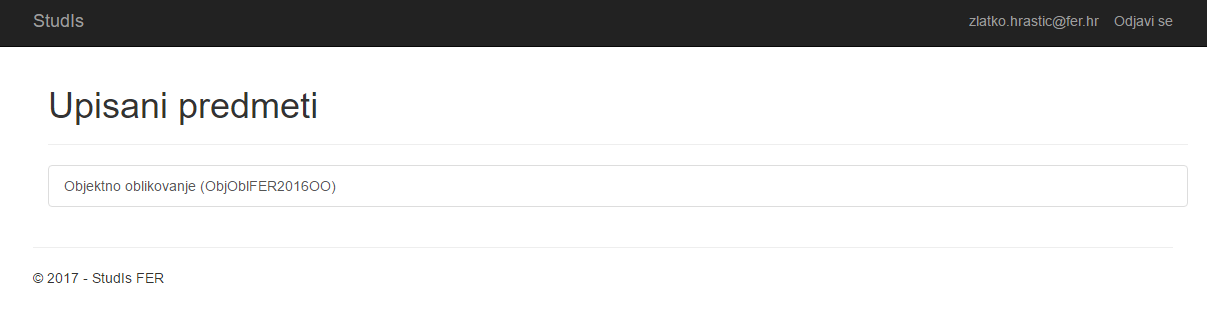 StudIs zlatko.hrastic@fer.hr Odjavi se
Upisani predmeti
Objektno oblikovanje (ObjOblFER2016OO)
© 2017 - StudIs FER